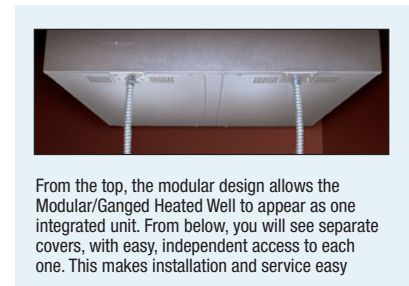 From the top, the modular design allows the
Modular/Ganged Heated Well to appear as one
integrated unit. From below, you will see separate
covers, with easy, independent access to each
one. This makes installation and service easy